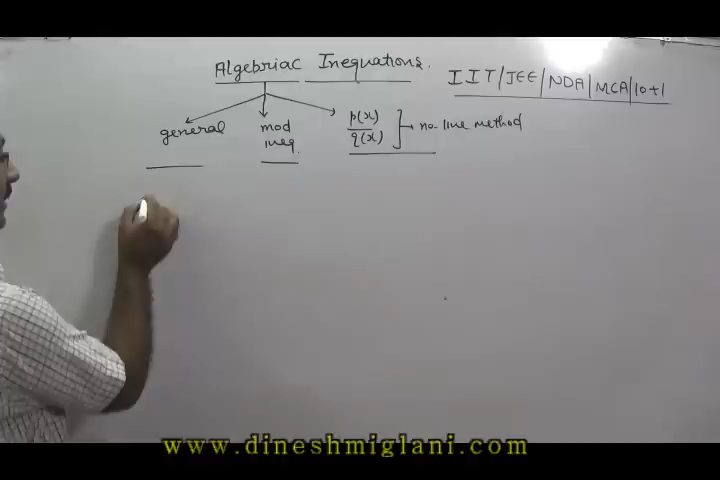 Algebriac Inequations.
IIT/JEE/NDA/MCA/10+1
general
mod
ineq.
p(x)
q(x)
no-line method
www.dineshmiglani.com